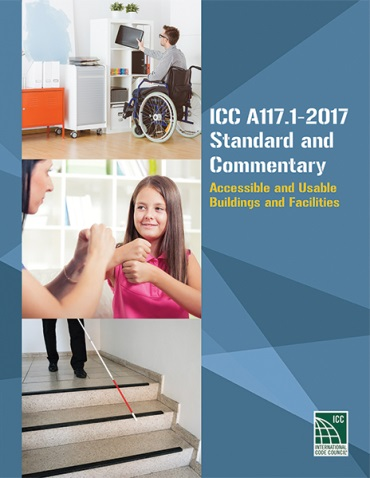 ICC A117.1-2017
Standard and
Commentary
Accessible and Usable
Buildings and Facilities
ICC
INTERNATIONAL
CODE COUNCIL®